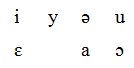 i y ə u
ɛ a ɔ